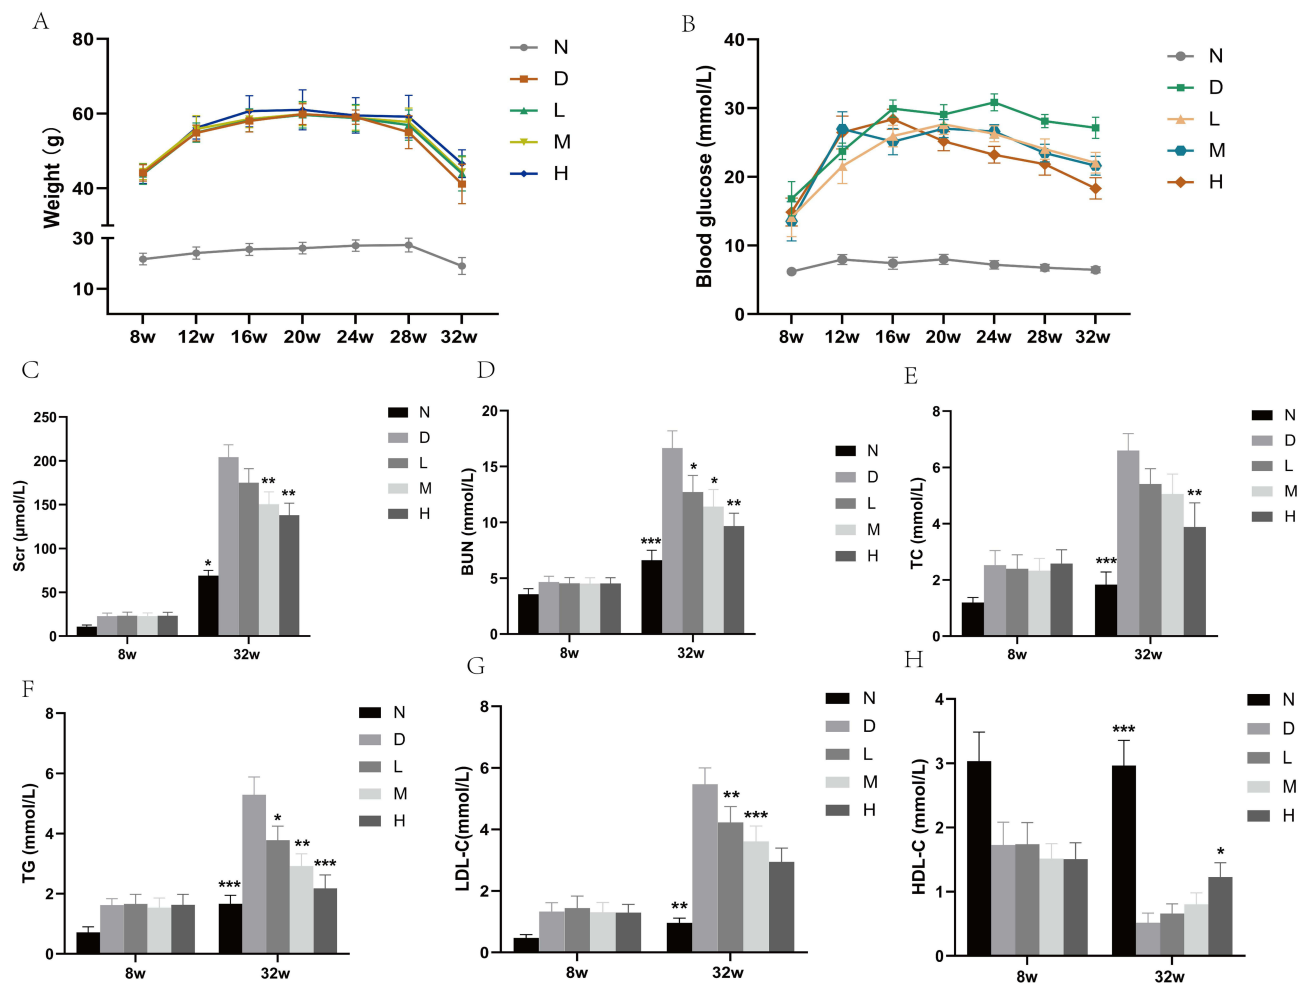 A
Weight (g)
80
60
40
30
10
8w 12w 16w 20w 24w 28w 32w
N
D
L
M
H
B
Blood glucose (mmol/L)
40
30
20
10
0
8w 12w 16w 20w 24w 28w 32w
N
D
L
M
H
C
Scr (μmol/L)
250
200
150
100
50
0
* ** **
8w 32w
N
D
L
M
H
D
BUN (mmol/L)
20
15
10
5
0
*** * * **
8w 32w
N
D
L
M
H
E
TC (mmol/L)
8
6
4
2
0
*** **
8w 32w
N
D
L
M
H
F
TG (mmol/L)
8
6
4
2
0
*** * ** ***
8w 32w
N
D
L
M
H
G
LDL-C(mmol/L)
8
6
4
2
0
** ** ***
8w 32w
N
D
L
M
H
H
HDL-C (mmol/L)
4
3
2
1
0
*** *
8w 32w
N
D
L
M
H